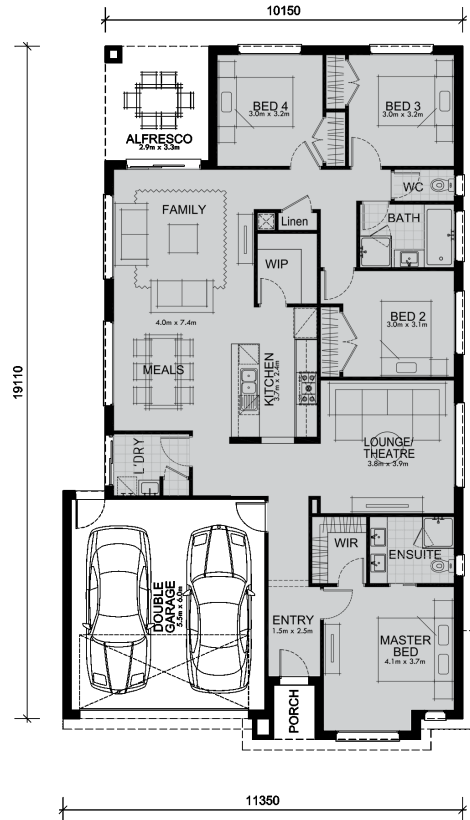 10150
BED 4
3.0m x 3.2m
BED 3
3.0m x 3.2m
ALFRESCO
2.9m x 3.3m
WC
FAMILY
Linen
BATH
WIP
4.0m x 7.4m
BED 2
3.0m x 3.1m
19110
MEALS
KITCHEN
3.7m x 2.4m
LOUNGE/
THEATRE
3.8m x 3.9m
L'DRY
WIR
ENSUITE
DOUBLE
GARAGE
5.5m x 6.0m
ENTRY
1.5m x 2.5m
MASTER
BED
4.1m x 3.7m
PORCH
11350